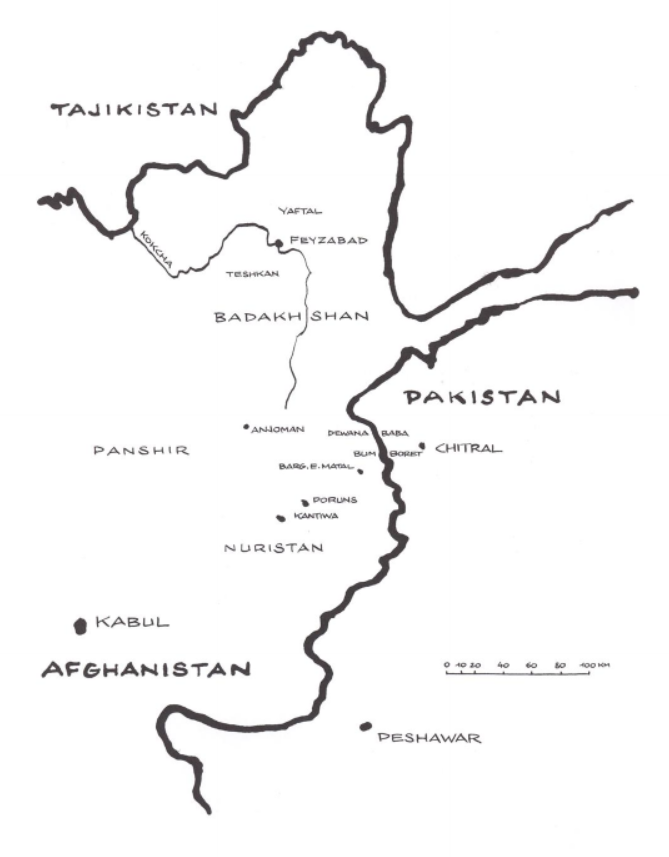 TAJIKISTAN
YAFTAL
KOKCHA
FEYZABAD
TESHKAN
BADAKHSHAN
PAKISTAN
ANJOMAN
DEWANA BABA
PANSHIR
BUM BORET
CHITRAL
BARG.E.MATAL
PORUNS
KANTIWA
NURISTAN
KABUL
AFGHANISTAN
0 10 20 40 60 80 100 KM
PESHAWAR